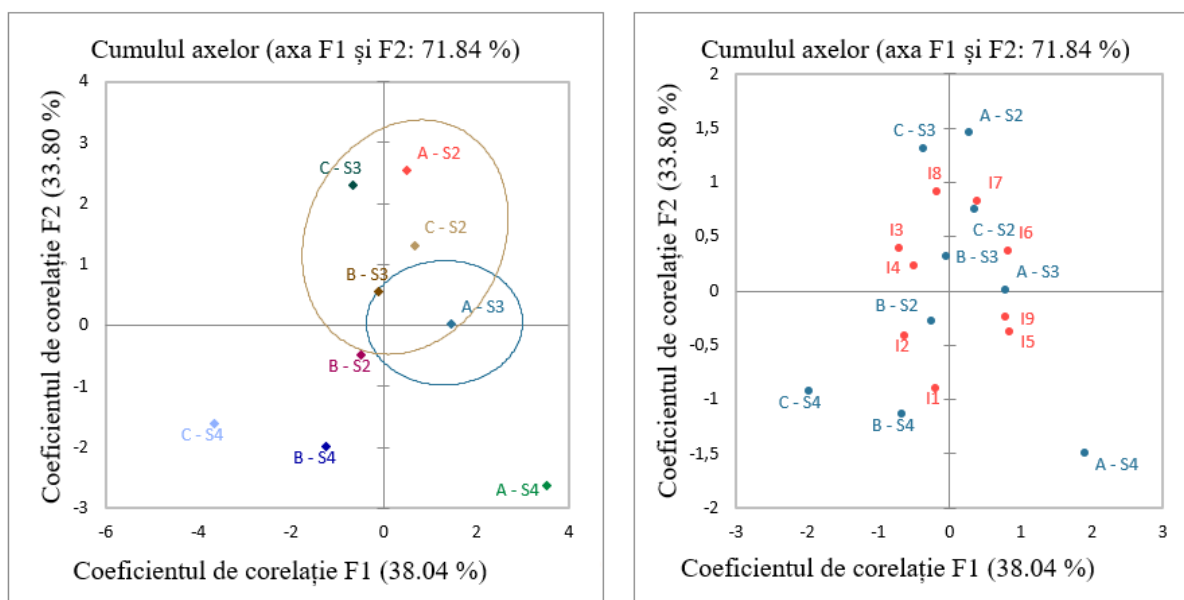 Cumulul axelor (axa F1 și F2: 71.84 %)
Coeficientul de corelație F2 (33.80 %)
4
3
2
1
0
-1
-2
-3
C - S3
A - S2
C - S2
B - S3
A - S3
B - S2
C - S4
B - S4
A - S4
-6
-4
-2
0
2
4
Coeficientul de corelație F1 (38.04 %)
Cumulul axelor (axa F1 și F2: 71.84 %)
Coeficientul de corelație F2 (33.80 %)
2
1,5
1
0,5
0
-0,5
-1
-1,5
-2
A - S2
C - S3
I8
I7
C - S2
I3
I6
I4
B - S3
A - S3
B - S2
I9
I2
I5
I1
C - S4
B - S4
A - S4
-3
-2
-1
0
1
2
3
Coeficientul de corelație F1 (38.04 %)